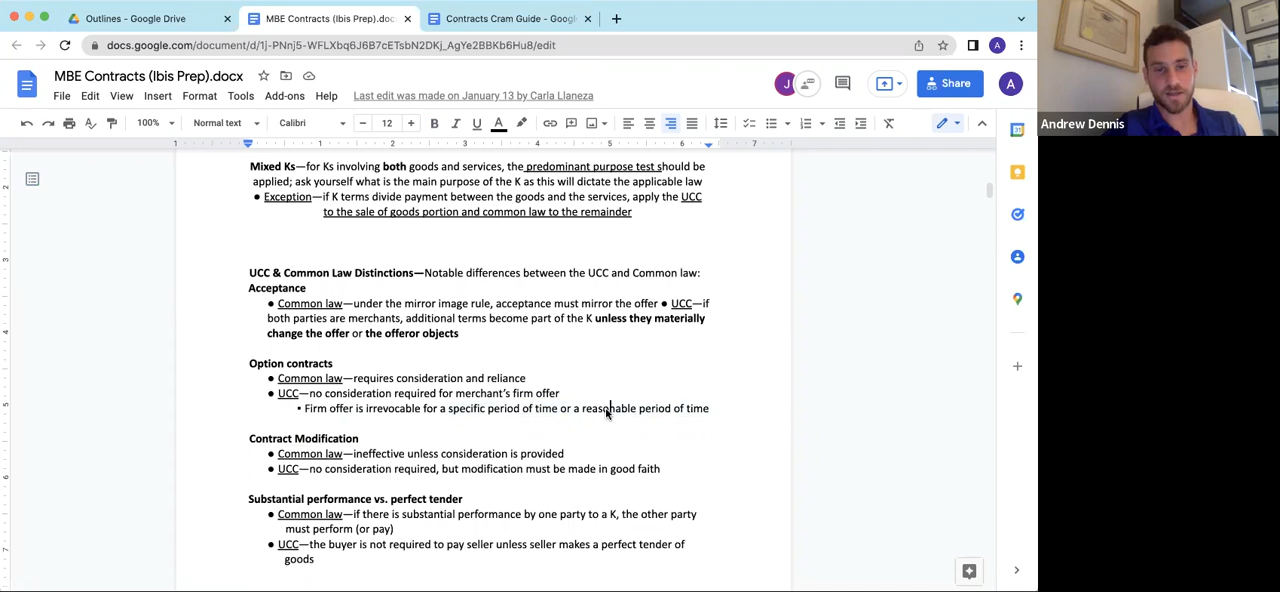 Outlines - Google Drive
MBE Contracts (Ibis Prep).docx
Contracts Cram Guide - Googl
docs.google.com/document/d/1j-PNnj5-WFLXbq6J6B7cETsbN2DKj_AgYe2BBKb6Hu8/edit
MBE Contracts (Ibis Prep).docx
File Edit View Insert Format Add-ons Help Last edit was made on January 13 by Carla Llaneza
Share
100% Normal text Calibri 12
Andrew Dennis
Mixed Ks—for Ks involving both goods and services, the predominant purpose test should be
applied; ask yourself what is the main purpose of the K as this will dictate the applicable law
● Exception—if K terms divide payment between the goods and the services, apply the UCC
to the sale of goods portion and common law to the remainder
UCC & Common Law Distinctions—Notable differences between the UCC and Common law:
Acceptance
● Common law—under the mirror image rule, acceptance must mirror the offer ● UCC—if
both parties are merchants, additional terms become part of the K unless they materially
change the offer or the offeror objects
Option contracts
● Common law—requires consideration and reliance
● UCC—no consideration required for merchant's firm offer
▪ Firm offer is irrevocable for a specific period of time or a reasonable period of time
Contract Modification
● Common law—ineffective unless consideration is provided
● UCC—no consideration required, but modification must be made in good faith
Substantial performance vs. perfect tender
● Common law—if there is substantial performance by one party to a K, the other party
must perform (or pay)
● UCC—the buyer is not required to pay seller unless seller makes a perfect tender of
goods